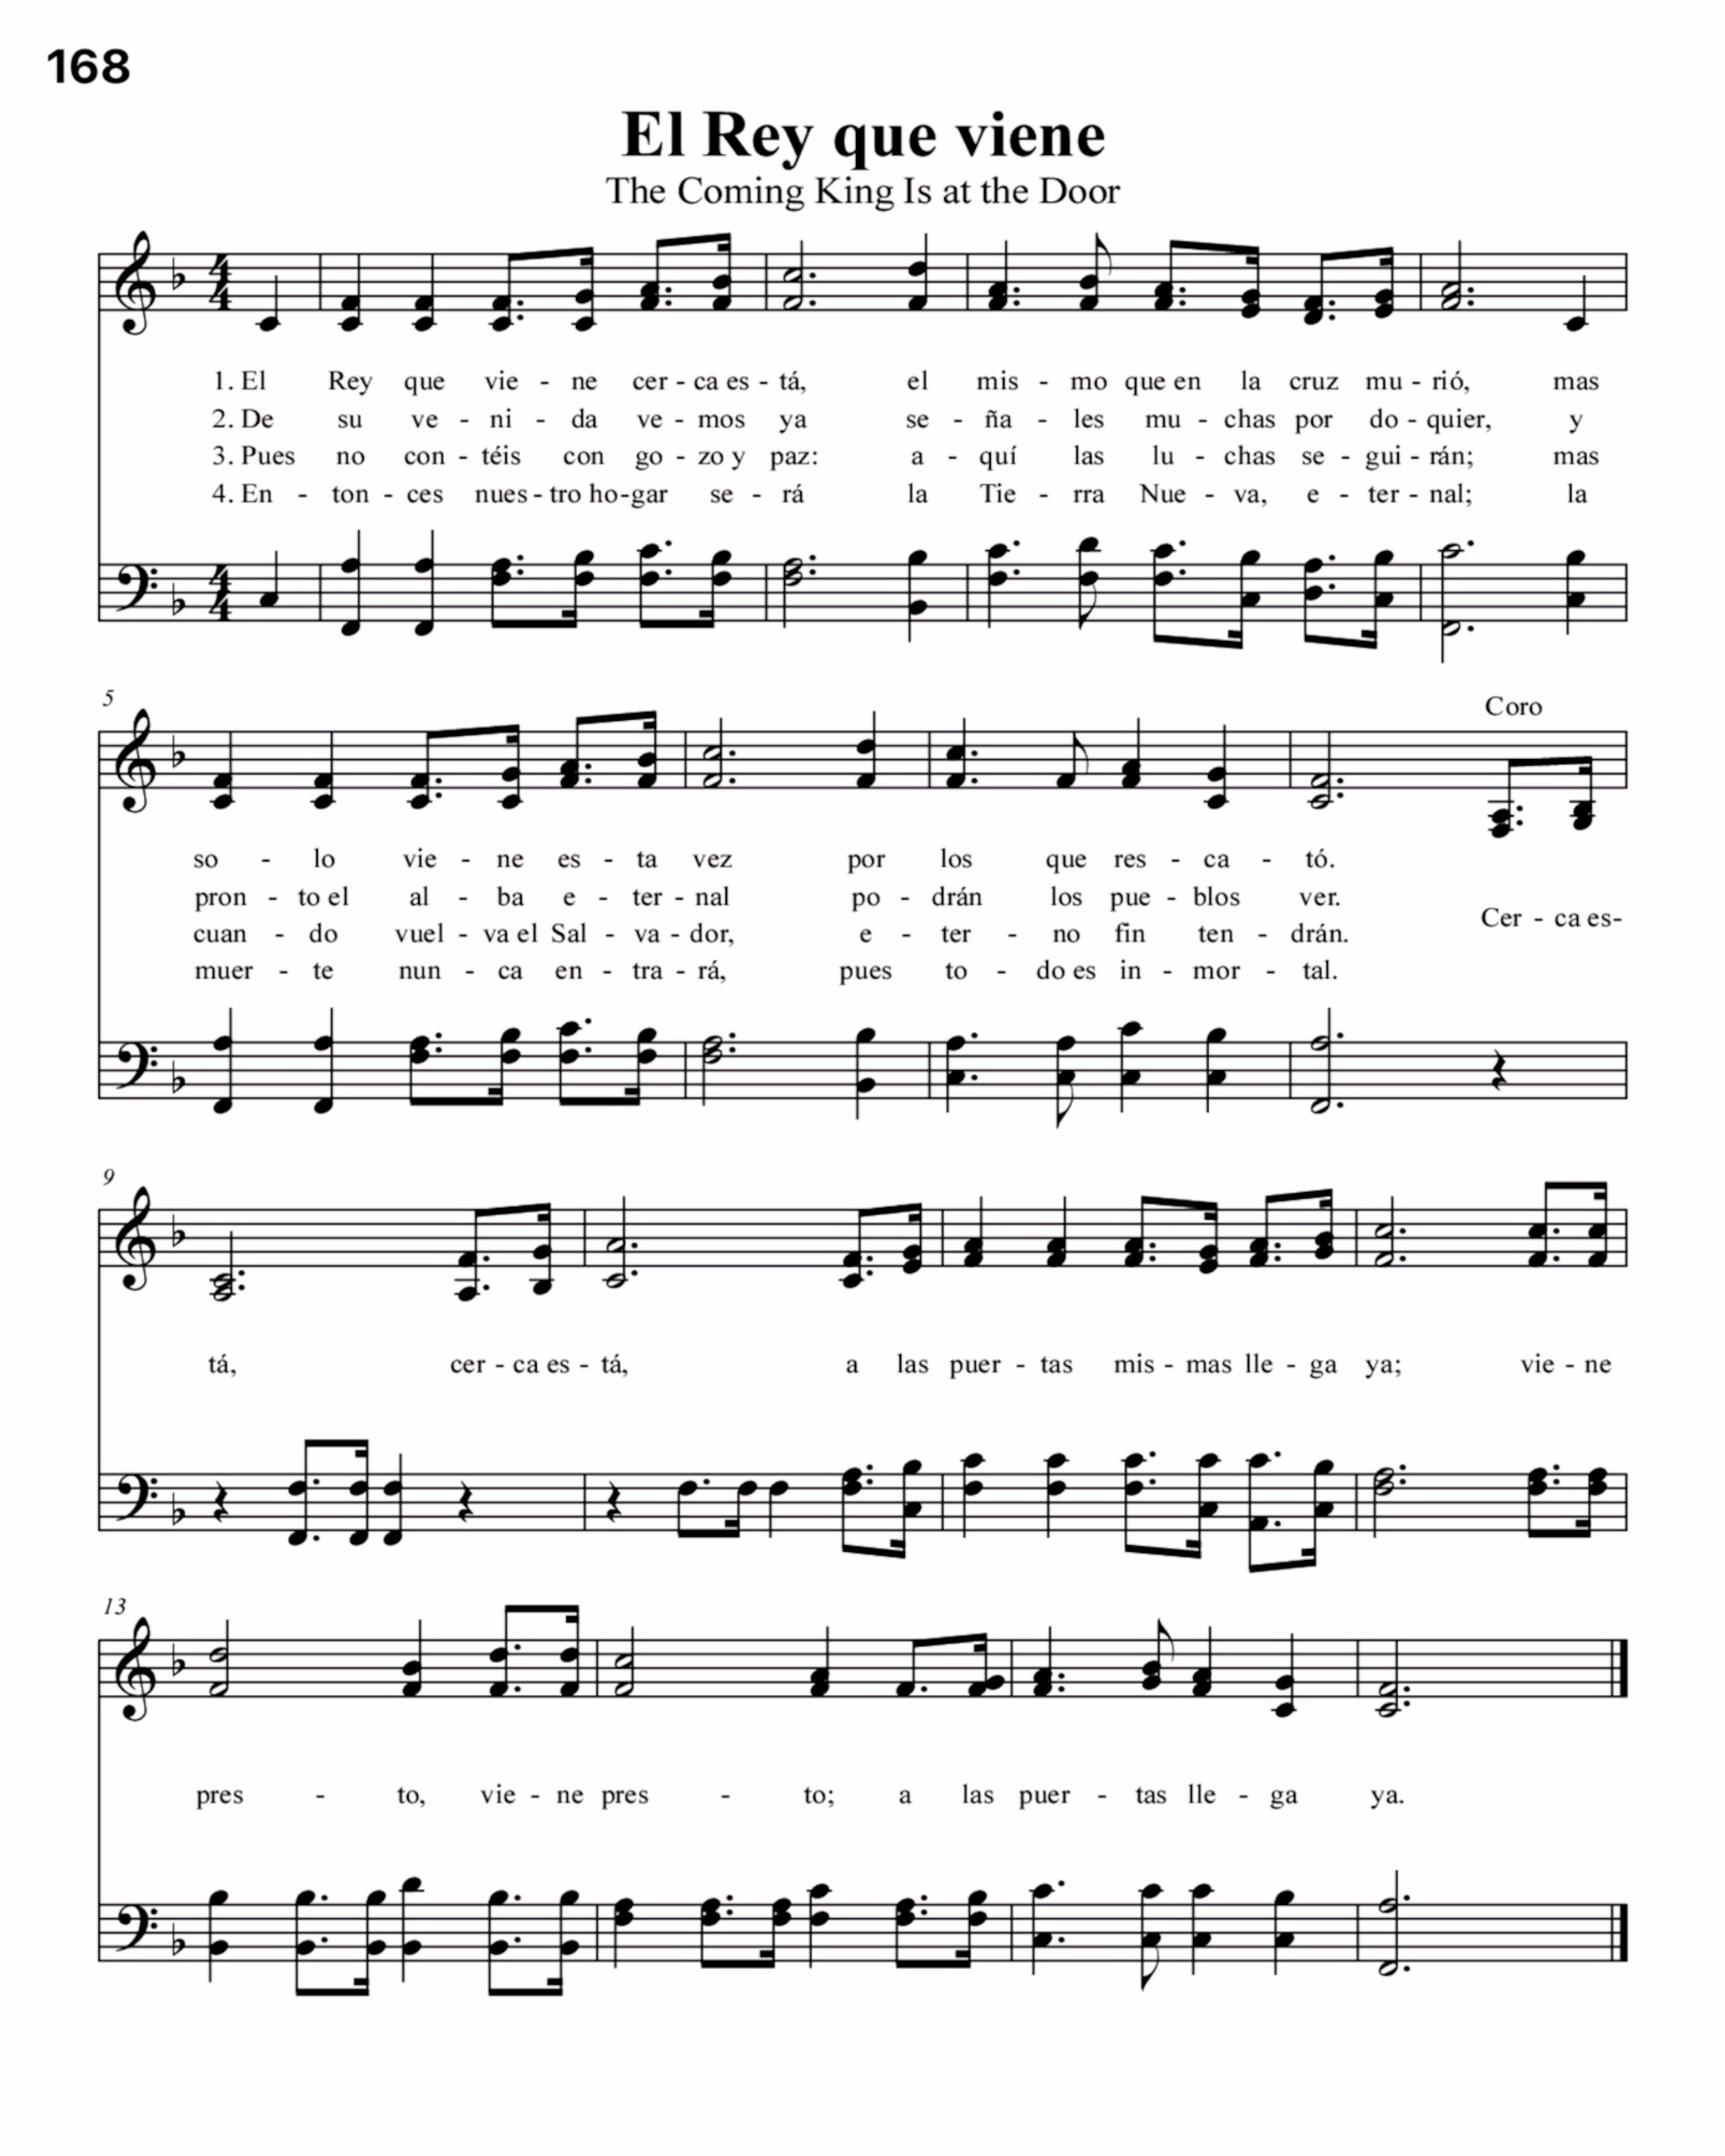 168
El Rey que viene
The Coming King Is at the Door
1. El Rey que vie - ne cer - ca es - tá, el mis - mo que en la cruz mu - rió, mas
2. De su ve - ni - da ve - mos ya se - ña - les mu - chas por do - quier, y
3. Pues no con - téis con go - zo y paz: a - quí las lu - chas se - gui - rán; mas
4. En - ton - ces nues - tro ho - gar se - rá la Tie - rra Nue - va, e - ter - nal; la
5
Coro
so - lo vie - ne es - ta vez por los que res - ca - tó.
pron - to el al - ba e - ter - nal po - drán los pue - blos ver.
Cer - ca es-
cuan - do vuel - va el Sal - va - dor, e - ter - no fin ten - drán.
muer - te nun - ca en - tra - rá, pues to - do es in - mor - tal.
9
tá, cer - ca es - tá, a las puer - tas mis - mas lle - ga ya; vie - ne
13
pres - to, vie - ne pres - to; a las puer - tas lle - ga ya.